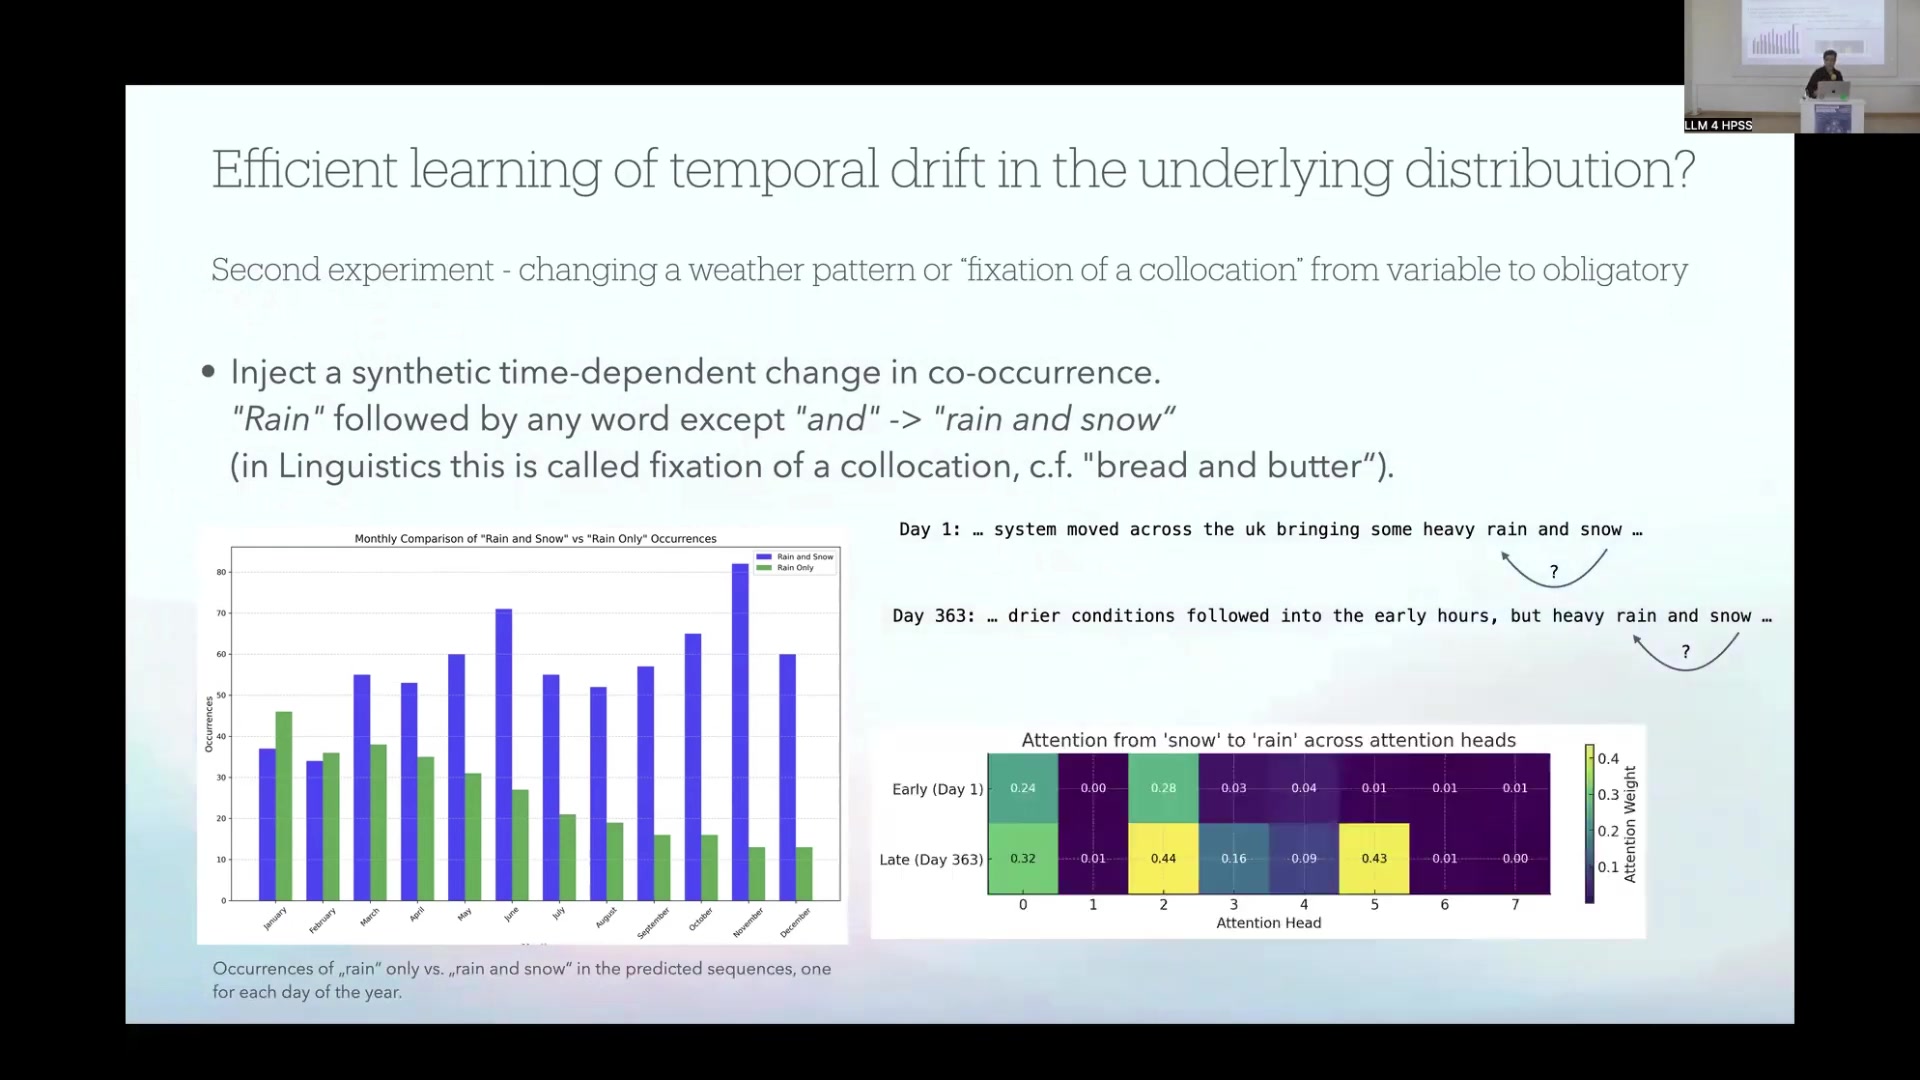 LLM 4 HPSS
Efficient learning of temporal drift in the underlying distribution?
Second experiment - changing a weather pattern or “fixation of a collocation” from variable to obligatory
• Inject a synthetic time-dependent change in co-occurrence.
"Rain" followed by any word except "and" -> "rain and snow“
(in Linguistics this is called fixation of a collocation, c.f. "bread and butter“).
Monthly Comparison of "Rain and Snow" vs "Rain Only" Occurrences
Rain and Snow
Rain Only
Occurrences
80
70
60
50
40
30
20
10
0
January February March April May June July August September October November December
Occurrences of „rain“ only vs. „rain and snow“ in the predicted sequences, one
for each day of the year.
Day 1: … system moved across the uk bringing some heavy rain and snow …
?
Day 363: … drier conditions followed into the early hours, but heavy rain and snow …
?
Attention from 'snow' to 'rain' across attention heads
Early (Day 1) 0.24 0.00 0.28 0.03 0.04 0.01 0.01 0.01
Late (Day 363) 0.32 0.01 0.44 0.16 0.09 0.43 0.01 0.00
0 1 2 3 4 5 6 7
Attention Head
0.4
0.3
0.2
0.1
Attention Weight